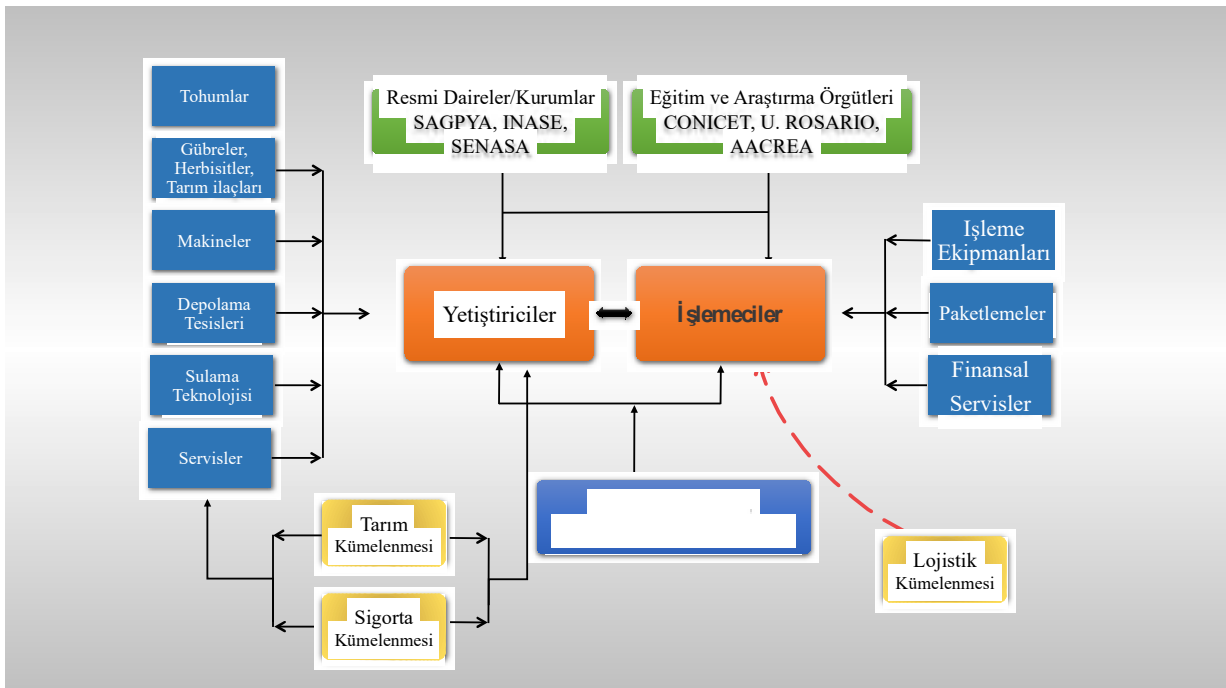 Tohumlar
Gübreler,
Herbisitler,
Tarım ilaçları
Makineler
Depolama
Tesisleri
Sulama
Teknolojisi
Servisler
Resmi Daireler/Kurumlar
SAGPYA, INASE,
SENASA
Eğitim ve Araştırma Örgütleri
CONICET, U. ROSARIO,
AACREA
Yetiştiriciler
İşlemeciler
Işleme
Ekipmanları
Paketlemeler
Finansal
Servisler
Tarım
Kümelenmesi
Sigorta
Kümelenmesi
Lojistik
Kümelenmesi